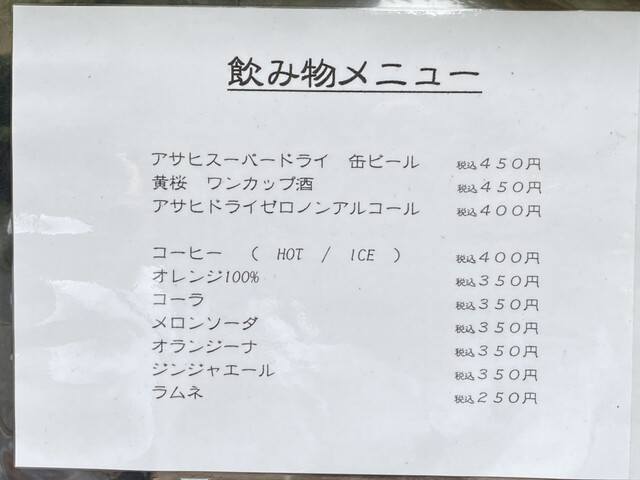 飲み物メニュー
アサヒスーパードライ　缶ビール　税込４５０円
黄桜　ワンカップ酒　税込４５０円
アサヒドライゼロノンアルコール　税込４００円
コーヒー　（　HOT　/　ICE　）　税込４００円
オレンジ100%　税込３５０円
コーラ　税込３５０円
メロンソーダ　税込３５０円
オランジーナ　税込３５０円
ジンジャエール　税込３５０円
ラムネ　税込２５０円